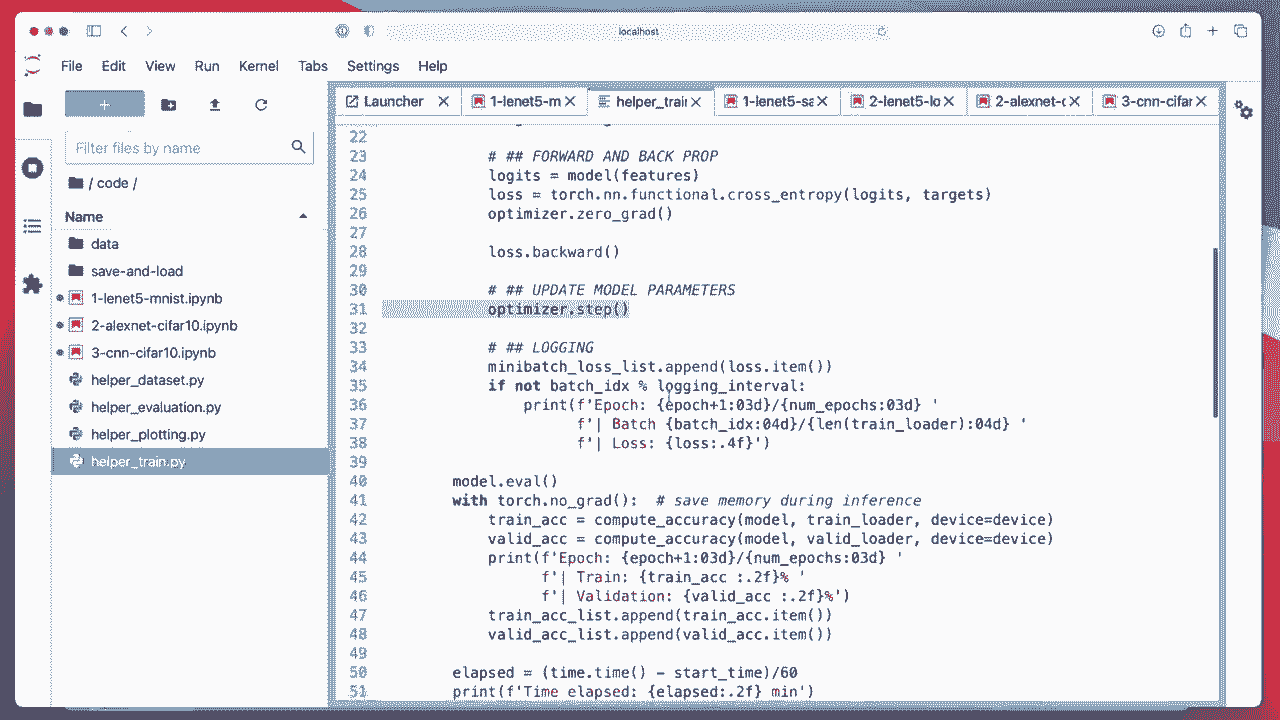 localhost
File Edit View Run Kernel Tabs Settings Help
Launcher 1-lenet5-m helper_train 1-lenet5-sa 2-lenet5-lo 2-alexnet-c 3-cnn-cifar
Filter files by name
/ code /
Name
data
save-and-load
1-lenet5-mnist.ipynb
2-alexnet-cifar10.ipynb
3-cnn-cifar10.ipynb
helper_dataset.py
helper_evaluation.py
helper_plotting.py
helper_train.py
22
23 # ## FORWARD AND BACK PROP
24 logits = model(features)
25 loss = torch.nn.functional.cross_entropy(logits, targets)
26 optimizer.zero_grad()
27
28 loss.backward()
29
30 # ## UPDATE MODEL PARAMETERS
31 optimizer.step()
32
33 # ## LOGGING
34 minibatch_loss_list.append(loss.item())
35 if not batch_idx % logging_interval:
36 print(f'Epoch: {epoch+1:03d}/{num_epochs:03d} '
37 f'| Batch {batch_idx:04d}/{len(train_loader):04d} '
38 f'| Loss: {loss:.4f}')
39
40 model.eval()
41 with torch.no_grad(): # save memory during inference
42 train_acc = compute_accuracy(model, train_loader, device=device)
43 valid_acc = compute_accuracy(model, valid_loader, device=device)
44 print(f'Epoch: {epoch+1:03d}/{num_epochs:03d} '
45 f'| Train: {train_acc :.2f}% '
46 f'| Validation: {valid_acc :.2f}%')
47 train_acc_list.append(train_acc.item())
48 valid_acc_list.append(valid_acc.item())
49
50 elapsed = (time.time() - start_time)/60
51 print(f'Time elapsed: {elapsed:.2f} min')